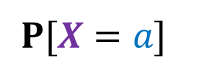 P[X = a]